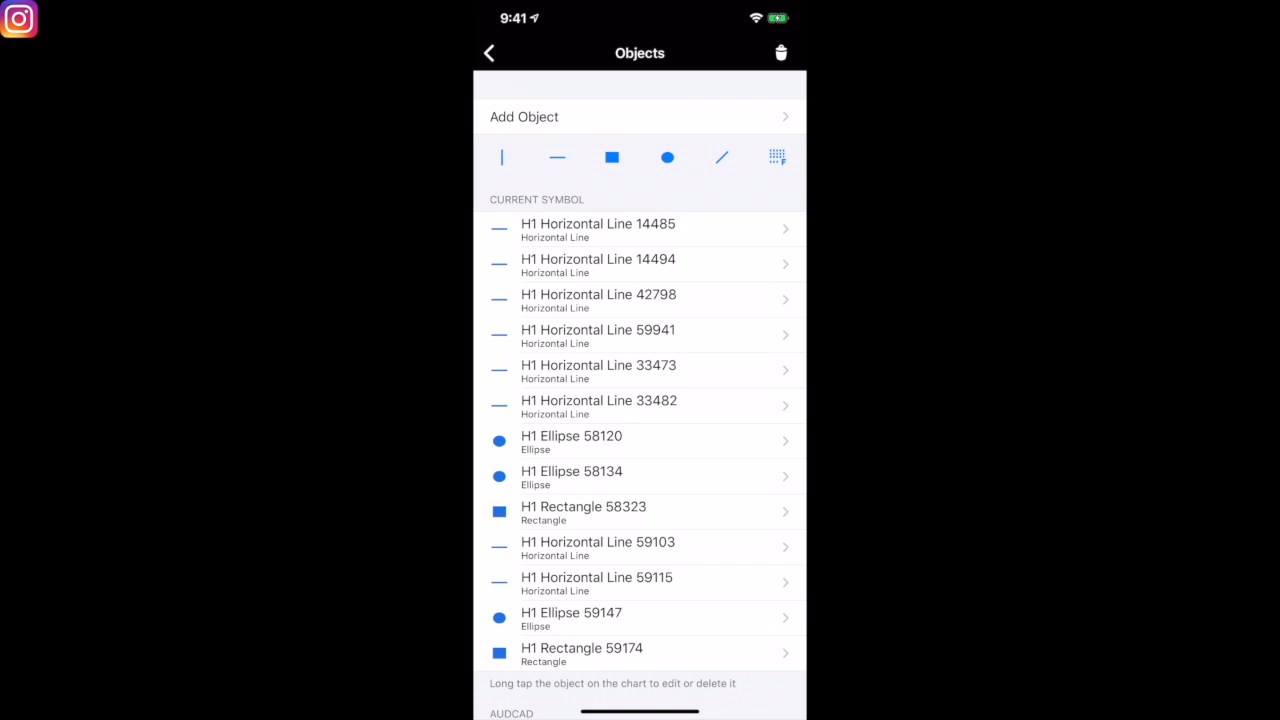 9:41
Objects
Add Object
F
CURRENT SYMBOL
H1 Horizontal Line 14485
Horizontal Line
H1 Horizontal Line 14494
Horizontal Line
H1 Horizontal Line 42798
Horizontal Line
H1 Horizontal Line 59941
Horizontal Line
H1 Horizontal Line 33473
Horizontal Line
H1 Horizontal Line 33482
Horizontal Line
H1 Ellipse 58120
Ellipse
H1 Ellipse 58134
Ellipse
H1 Rectangle 58323
Rectangle
H1 Horizontal Line 59103
Horizontal Line
H1 Horizontal Line 59115
Horizontal Line
H1 Ellipse 59147
Ellipse
H1 Rectangle 59174
Rectangle
Long tap the object on the chart to edit or delete it
AUDCAD